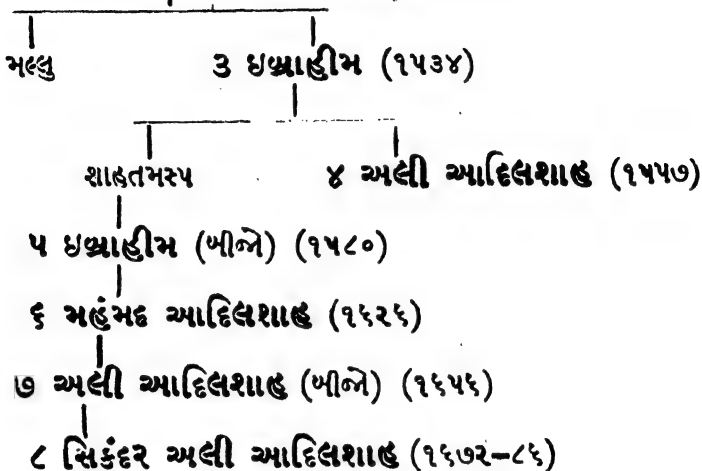 મલ્લુ ૩ ઇબ્રાહીમ (૧૫૩૪)
શાહતમસ્પ ૪ અલી આદિલશાહ (૧૫૫૭)
૫ ઇબ્રાહીમ (બીજો) (૧૫૮૦)
૬ મહંમદ આદિલશાહ (૧૬૨૬)
૭ અલી આદિલશાહ (બીજો) (૧૬૫૬)
૮ સિકંદર અલી આદિલશાહ (૧૬૭૨–૮૬)